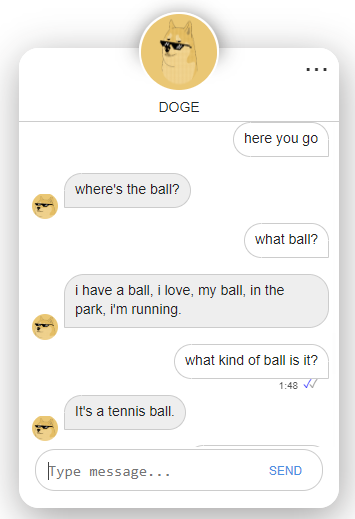 DOGE
here you go
where's the ball?
what ball?
i have a ball, i love, my ball, in the
park, i'm running.
what kind of ball is it?
1:48
It's a tennis ball.
Type message...
SEND